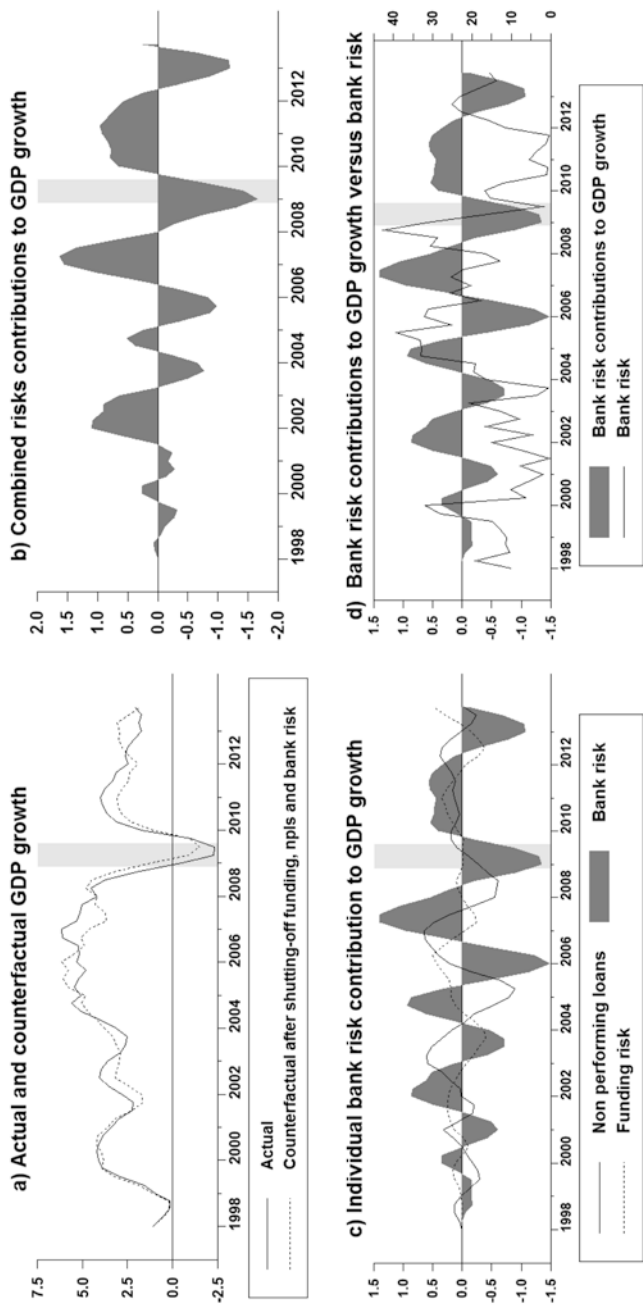 a) Actual and counterfactual GDP growth
7.5
5.0
2.5
0.0
-2.5
1998 2000 2002 2004 2006 2008 2010 2012
Actual
Counterfactual after shutting-off funding, npls and bank risk
b) Combined risks contributions to GDP growth
2.0
1.5
1.0
0.5
0.0
-0.5
-1.0
-1.5
-2.0
1998 2000 2002 2004 2006 2008 2010 2012
c) Individual bank risk contribution to GDP growth
1.5
1.0
0.5
0.0
-0.5
-1.0
-1.5
1998 2000 2002 2004 2006 2008 2010 2012
Non performing loans Bank risk
Funding risk
d) Bank risk contributions to GDP growth versus bank risk
1.5
1.0
0.5
0.0
-0.5
-1.0
-1.5
40
35
30
25
20
15
10
5
0
1998 2000 2002 2004 2006 2008 2010 2012
Bank risk contributions to GDP growth
Bank risk